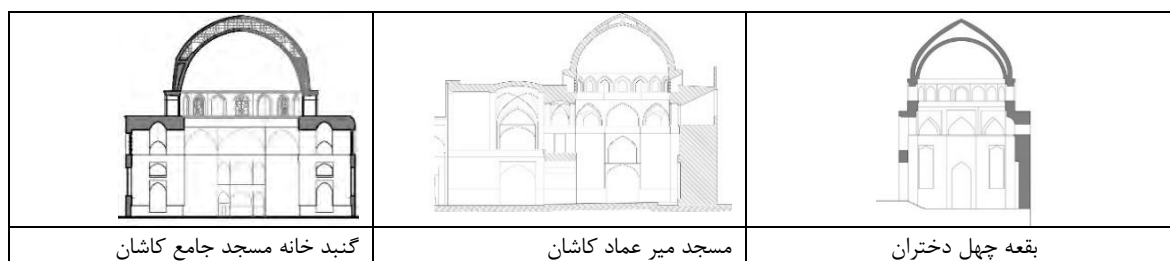 بقعه چهل دختران
مسجد میر عماد کاشان
گنبد خانه مسجد جامع کاشان